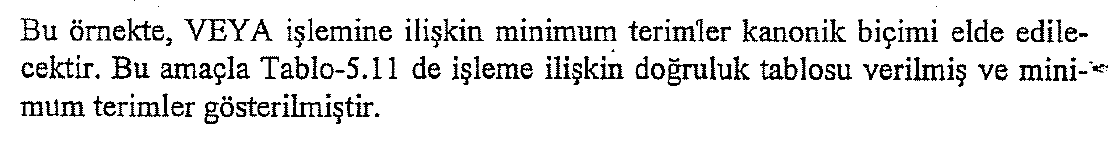 Bu örnekte, VEYA işlemine ilişkin minimum terimler kanonik biçimi elde edile-
cektir. Bu amaçla Tablo-5.11 de işleme ilişkin doğruluk tablosu verilmiş ve mini-
mum terimler gösterilmiştir.